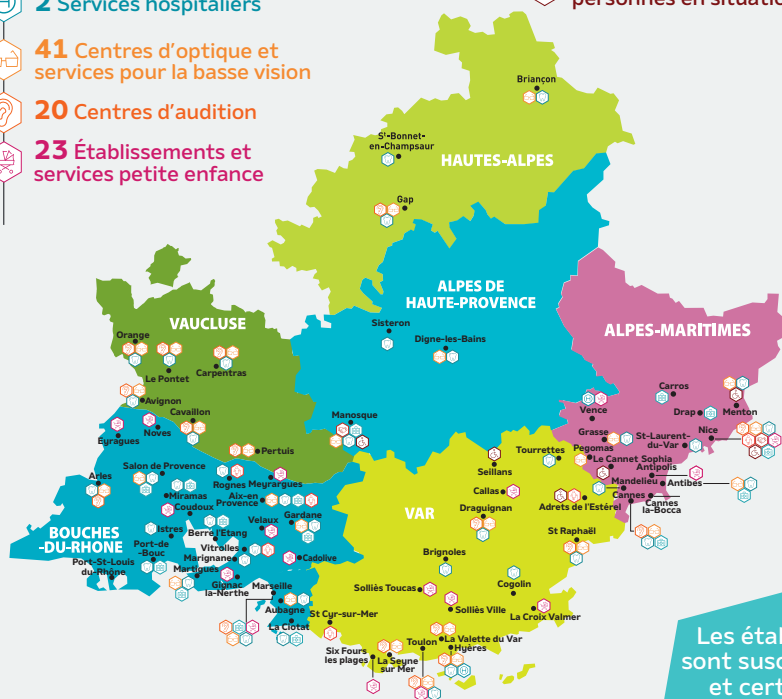 2 Services hospitaliers
personnes en situatio
41 Centres d'optique et
services pour la basse vision
20 Centres d'audition
23 Établissements et
services petite enfance
Briançon
St-Bonnet-
en-Champsaur
HAUTES-ALPES
Gap
ALPES DE
HAUTE-PROVENCE
VAUCLUSE
ALPES-MARITIMES
Sisteron
Digne-les-Bains
Orange
Le Pontet
Carpentras
Avignon
Cavaillon
Manosque
Carros
Vence
Drap
Menton
Grasse
St-Laurent-
du-Var
Nice
Noves
Eyragues
Pertuis
Tourrettes
Pegomas
Le Cannet Sophia
Antipolis
Seillans
Mandelieu
Antibes
Arles
Salon de Provence
Rognes
Meyrargues
Miramas
Aix-en
Provence
Callas
Adrets de l'Estérel
Cannes
Cannes
la-Bocca
Coudoux
Velaux
Gardane
VAR
Draguignan
BOUCHES
-DU-RHONE
Istres
Berre l'Etang
St Raphaël
Port-de
-Bouc
Vitrolles
Marignane
Cadolive
Brignoles
Port-St-Louis
du-Rhône
Martigues
Gignac
la-Nerthe
Marseille
Solliès Toucas
Cogolin
Aubagne
St Cyr-sur-Mer
Solliès Ville
La Croix Valmer
La Ciotat
Six Fours
les plages
La Seyne
sur Mer
Toulon
La Valette du Var
Hyères
Les étal
sont susc
et cert